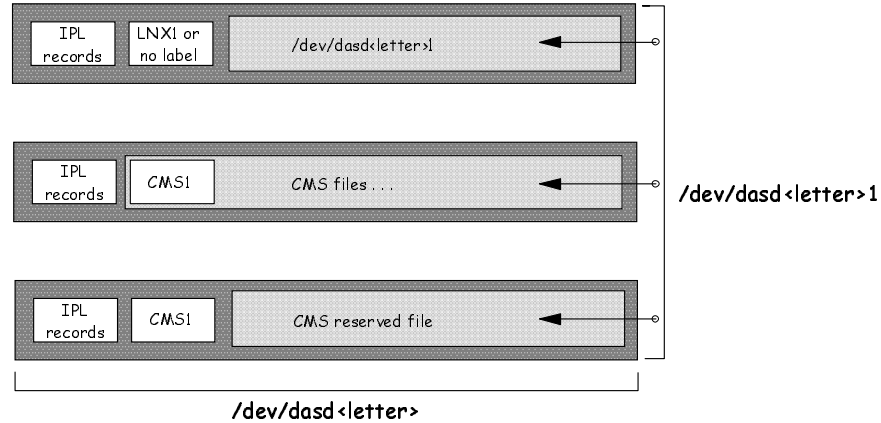 IPL
records
LNX1 or
no label
/dev/dasd<letter>1
IPL
records
CMS1
CMS files . . .
/dev/dasd<letter>1
IPL
records
CMS1
CMS reserved file
/dev/dasd<letter>